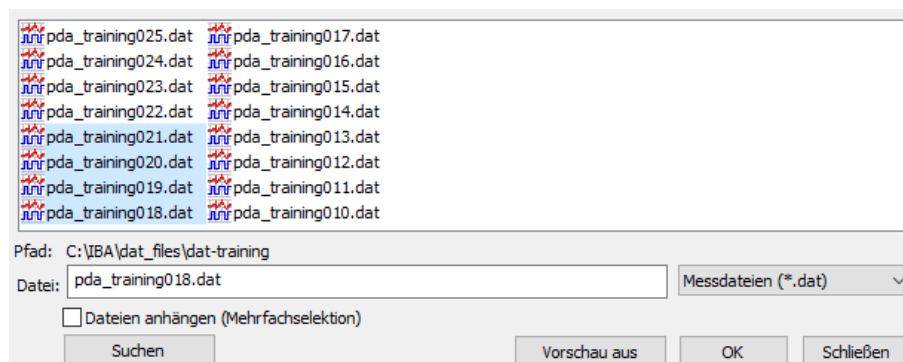 pda_training025.dat pda_training017.dat
pda_training024.dat pda_training016.dat
pda_training023.dat pda_training015.dat
pda_training022.dat pda_training014.dat
pda_training021.dat pda_training013.dat
pda_training020.dat pda_training012.dat
pda_training019.dat pda_training011.dat
pda_training018.dat pda_training010.dat
Pfad: C:\IBA\dat_files\dat-training
Datei: pda_training018.dat Messdateien (*.dat)
Dateien anhängen (Mehrfachselektion)
Suchen Vorschau aus OK Schließen